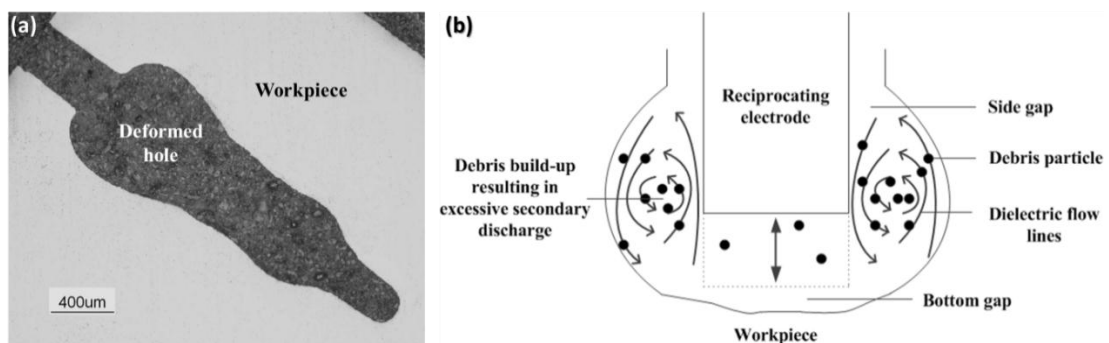 (a)
Workpiece
Deformed
hole
400um
(b)
Reciprocating
electrode
Side gap
Debris particle
Debris build-up
resulting in
excessive secondary
discharge
Dielectric flow
lines
Bottom gap
Workpiece